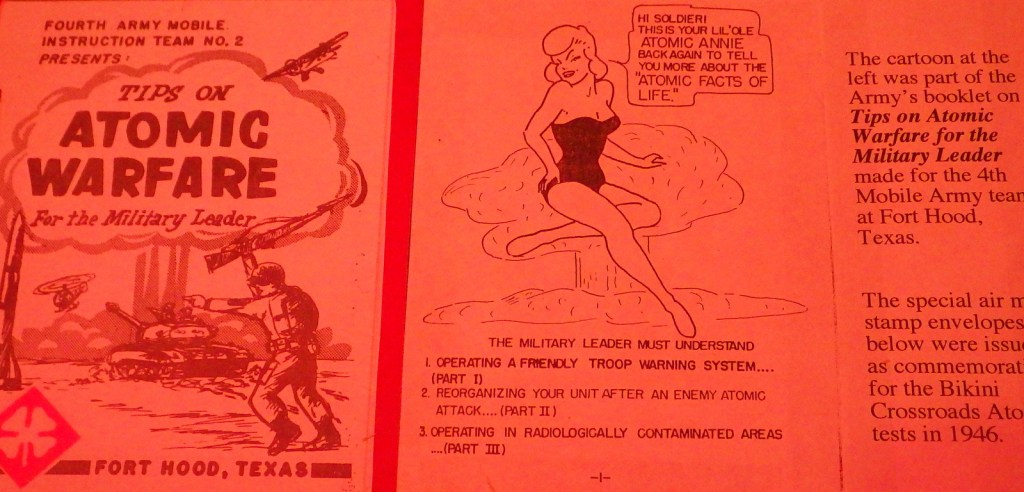 FOURTH ARMY MOBILE
INSTRUCTION TEAM NO. 2
PRESENTS:
TIPS ON
ATOMIC
WARFARE
For the Military Leader
FORT HOOD, TEXAS
HI SOLDIER!
THIS IS YOUR LIL'OLE
ATOMIC ANNIE
BACK AGAIN TO TELL
YOU MORE ABOUT THE
"ATOMIC FACTS OF
LIFE."
THE MILITARY LEADER MUST UNDERSTAND
1. OPERATING A FRIENDLY TROOP WARNING SYSTEM....
(PART I)
2. REORGANIZING YOUR UNIT AFTER AN ENEMY ATOMIC
ATTACK.... (PART II)
3. OPERATING IN RADIOLOGICALLY CONTAMINATED AREAS
....(PART III)
-1-
The cartoon at the
left was part of the
Army's booklet on
Tips on Atomic
Warfare for the
Military Leader
made for the 4th
Mobile Army team
at Fort Hood,
Texas.
The special air m
stamp envelopes
below were issue
as commemorati
for the Bikini
Crossroads Ato
tests in 1946.